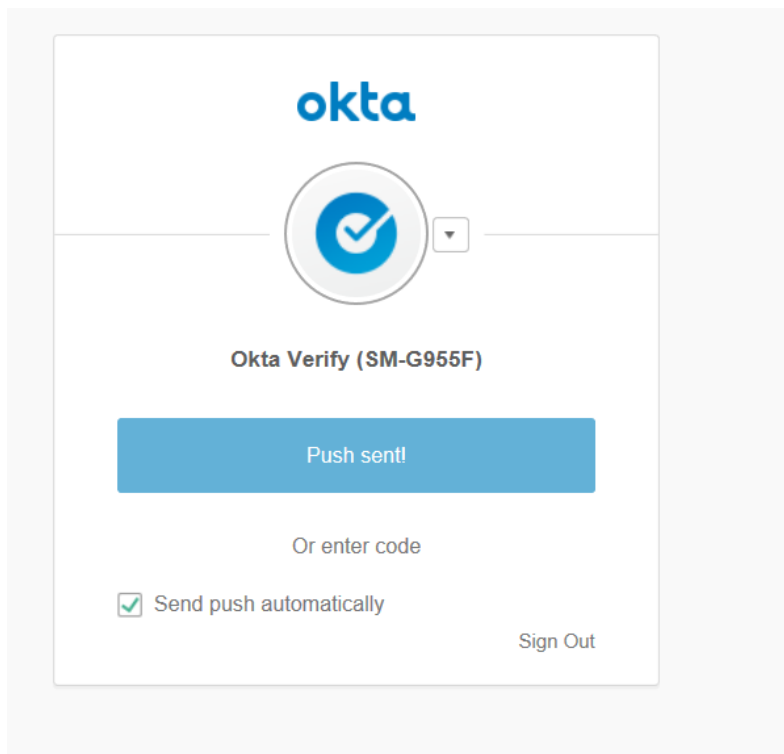 okta
Okta Verify (SM-G955F)
Push sent!
Or enter code
Send push automatically
Sign Out